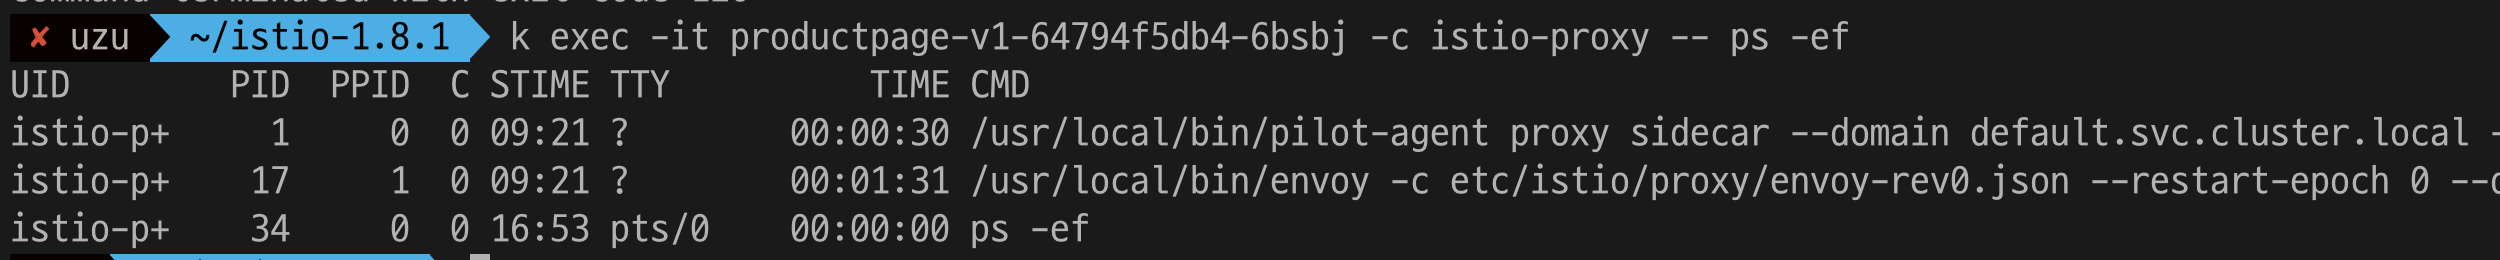 ✘ uuu ~/istio-1.8.1 k exec -it productpage-v1-64794f5db4-6bsbj -c istio-proxy -- ps -ef
UID        PID  PPID  C STIME TTY          TIME CMD
istio-p+     1     0  0 09:21 ?        00:00:30 /usr/local/bin/pilot-agent proxy sidecar --domain default.svc.cluster.local -
istio-p+    17     1  0 09:21 ?        00:01:31 /usr/local/bin/envoy -c etc/istio/proxy/envoy-rev0.json --restart-epoch 0 --
istio-p+    34     0  0 16:53 pts/0    00:00:00 ps -ef